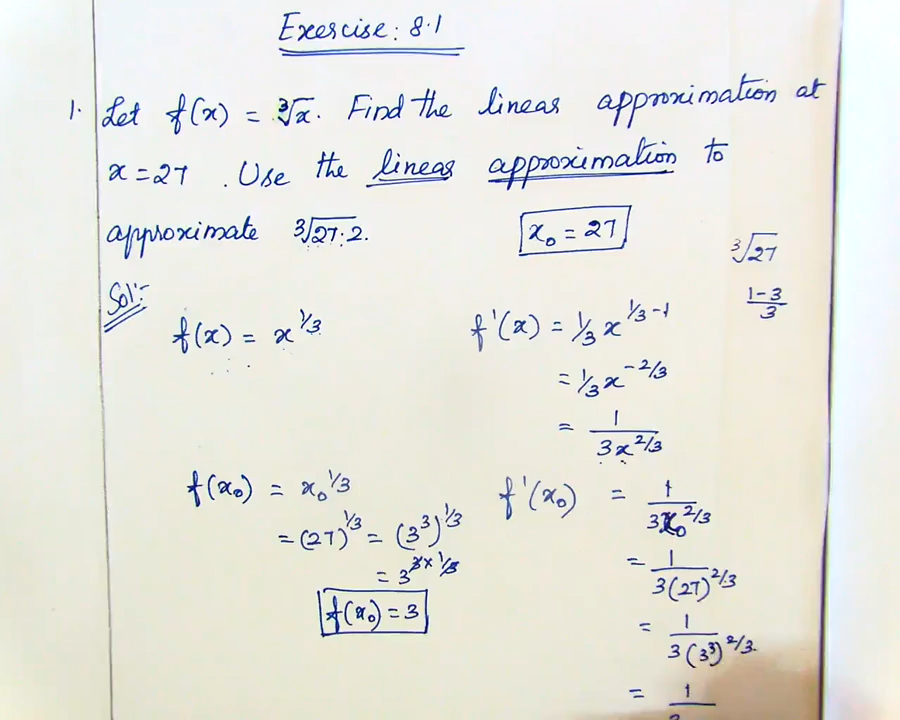 Exercise: 8.1
1. Let f(x) = ∛x. Find the linear approximation at
x = 27 . Use the linear approximation to
approximate ∛27.2.
x₀ = 27
∛27
(1-3)/3
Sol:-
f(x) = x^(1/3)
f'(x) = 1/3 x^(1/3 - 1)
= 1/3 x^(-2/3)
= 1/(3x^(2/3))
f(x₀) = x₀^(1/3)
= (27)^(1/3) = (3³)^(1/3)
= 3^(3×1/3)
f(x₀) = 3
f'(x₀) = 1/(3x₀^(2/3))
= 1/(3(27)^(2/3))
= 1/(3(3³)^(2/3)).
= 1